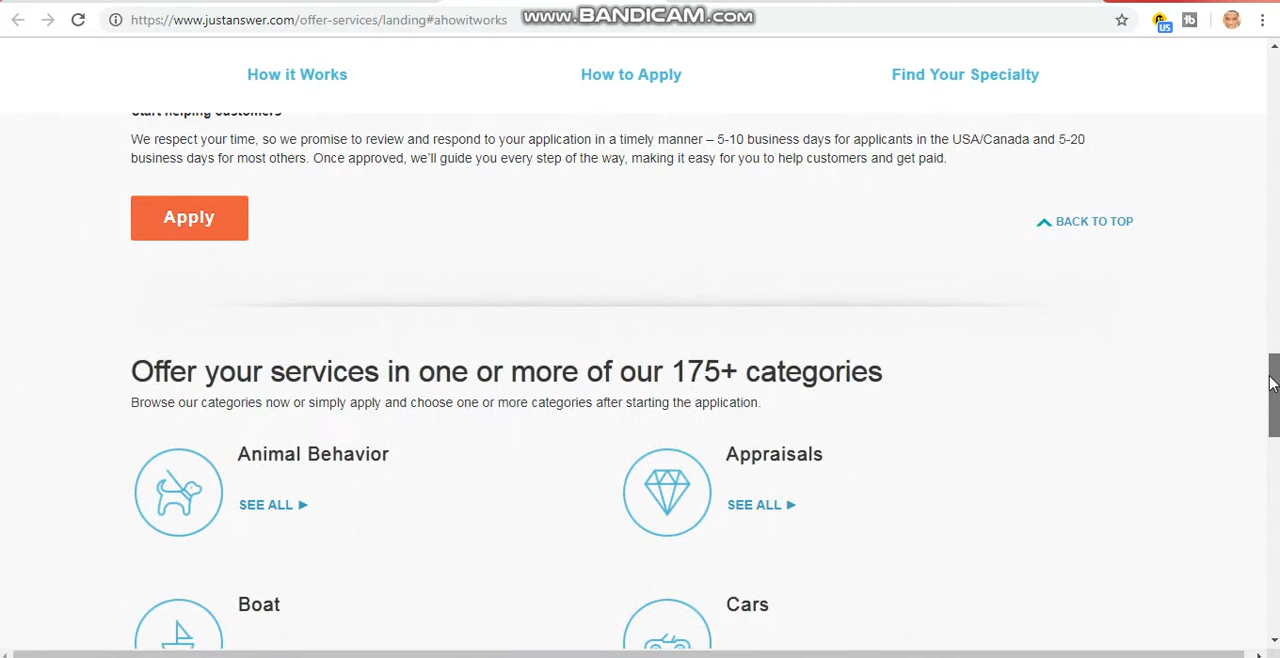 https://www.justanswer.com/offer-services/landing#ahowitworks
www.BANDICAM.com
US
tb
How it Works
How to Apply
Find Your Specialty
Start helping customers
We respect your time, so we promise to review and respond to your application in a timely manner – 5-10 business days for applicants in the USA/Canada and 5-20
business days for most others. Once approved, we'll guide you every step of the way, making it easy for you to help customers and get paid.
Apply
BACK TO TOP
Offer your services in one or more of our 175+ categories
Browse our categories now or simply apply and choose one or more categories after starting the application.
Animal Behavior
Appraisals
SEE ALL ►
SEE ALL ►
Boat
Cars